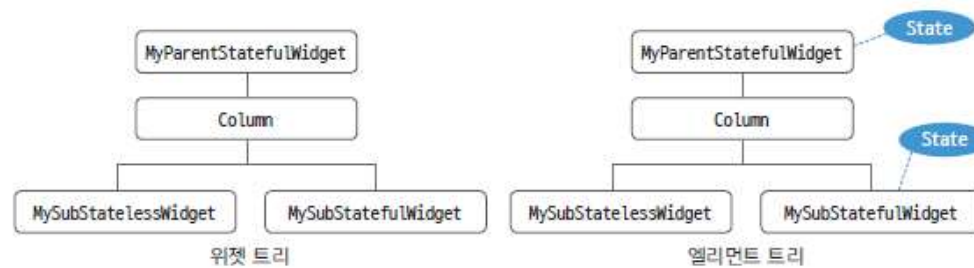 State
MyParentStatefulWidget
MyParentStatefulWidget
Column
Column
State
MySubStatelessWidget
MySubStatefulWidget
MySubStatelessWidget
MySubStatefulWidget
위젯 트리
엘리먼트 트리